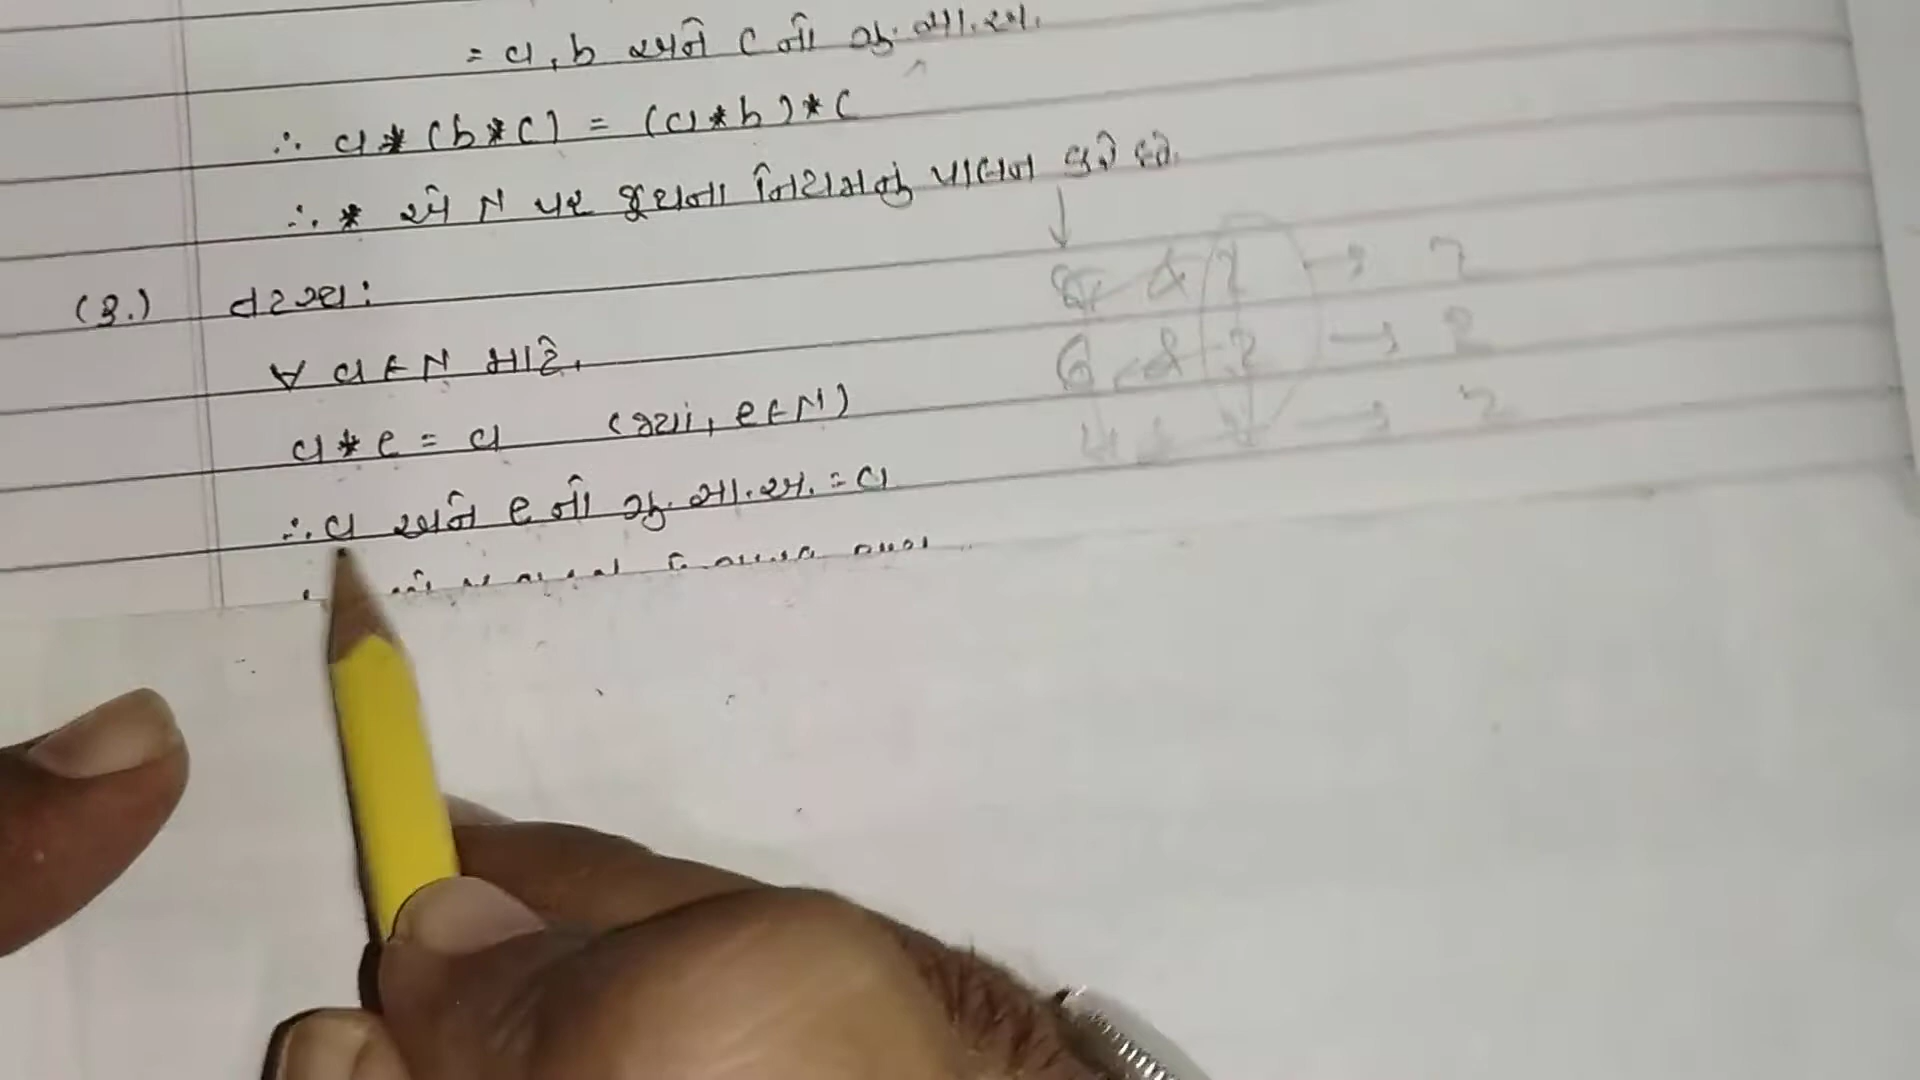 = a, b અને c નો ગુ.સા.અ.
∴ a * (b * c) = (a * b) * c
∴ * એ N પર જૂથના નિયમનું પાલન કરે છે.
(3.) તટસ્થ:
∀ a ∈ N માટે,
a * e = a (જ્યાં, e ∈ N)
∴ a અને e નો ગુ.સા.અ. = a